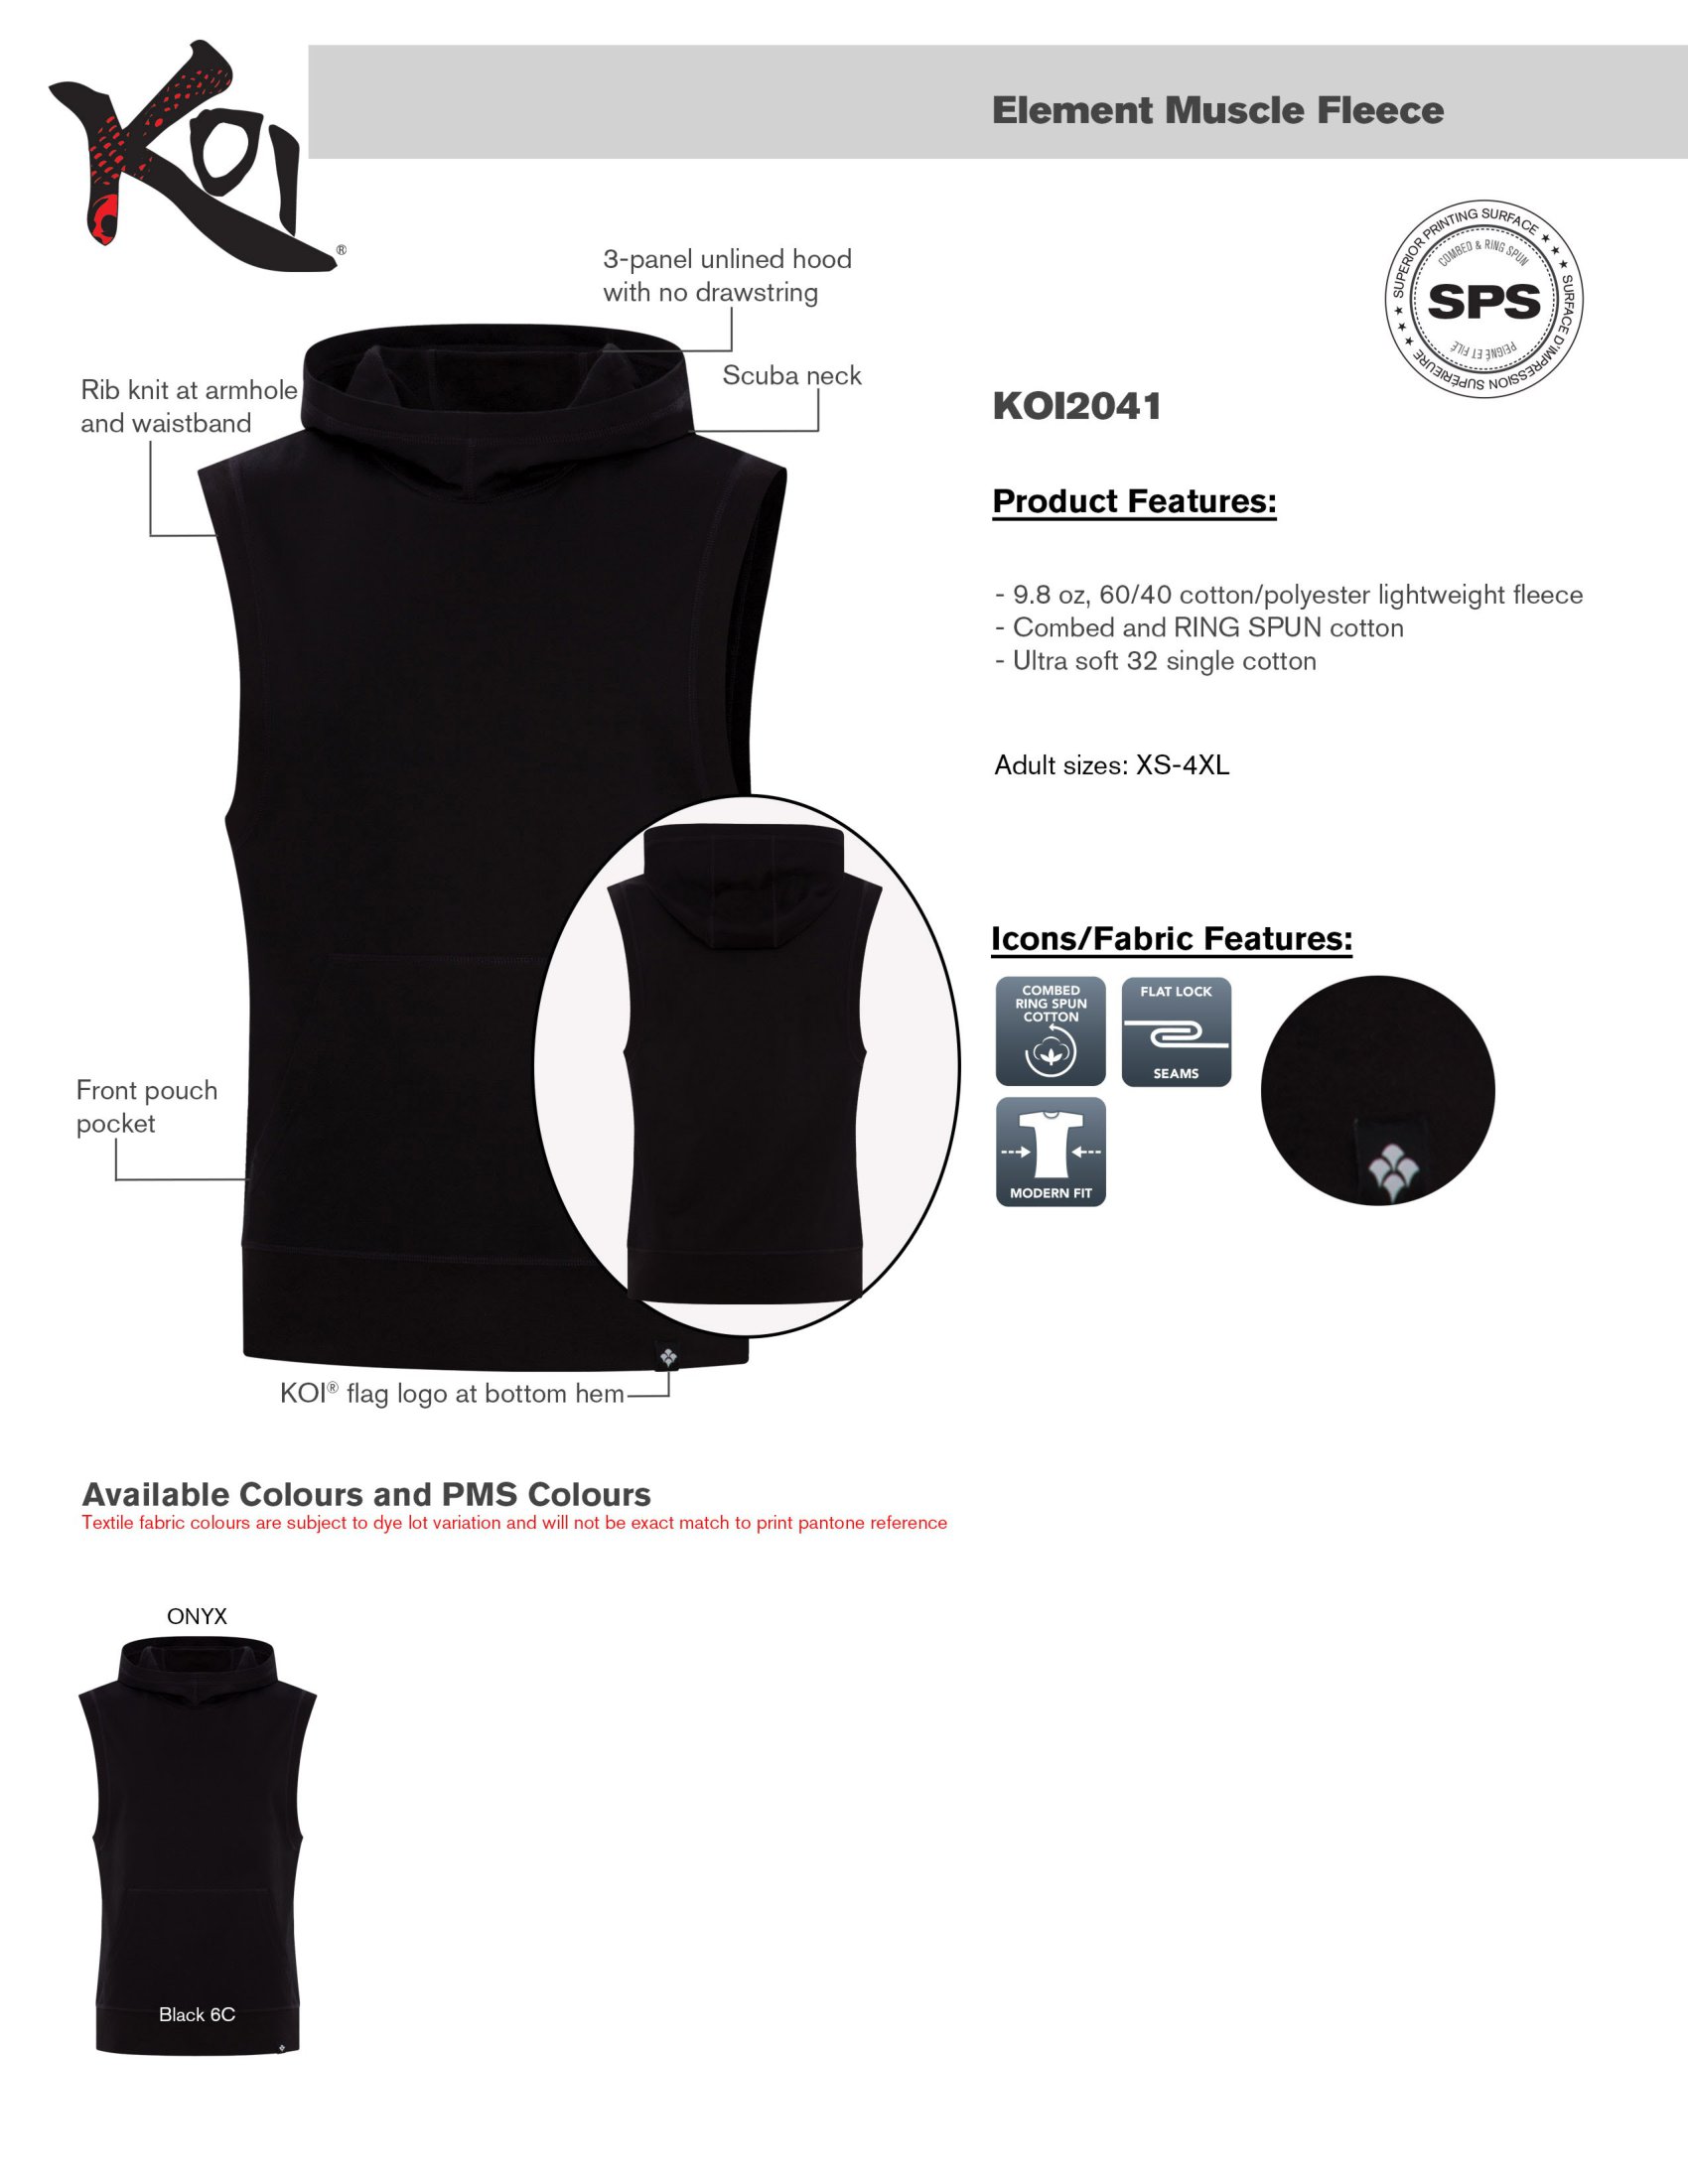 KOI®
Element Muscle Fleece
SUPERIOR PRINTING SURFACE ★ ★ ★ SURFACE D'IMPRESSION SUPÉRIEURE ★ ★ ★
COMBED & RING SPUN
SPS
PEIGNÉ ET FILÉ
3-panel unlined hood
with no drawstring
Scuba neck
Rib knit at armhole
and waistband
KOI2041
Product Features:
- 9.8 oz, 60/40 cotton/polyester lightweight fleece
- Combed and RING SPUN cotton
- Ultra soft 32 single cotton
Adult sizes: XS-4XL
Icons/Fabric Features:
COMBED
RING SPUN
COTTON
FLAT LOCK
SEAMS
MODERN FIT
Front pouch
pocket
KOI® flag logo at bottom hem
Available Colours and PMS Colours
Textile fabric colours are subject to dye lot variation and will not be exact match to print pantone reference
ONYX
Black 6C